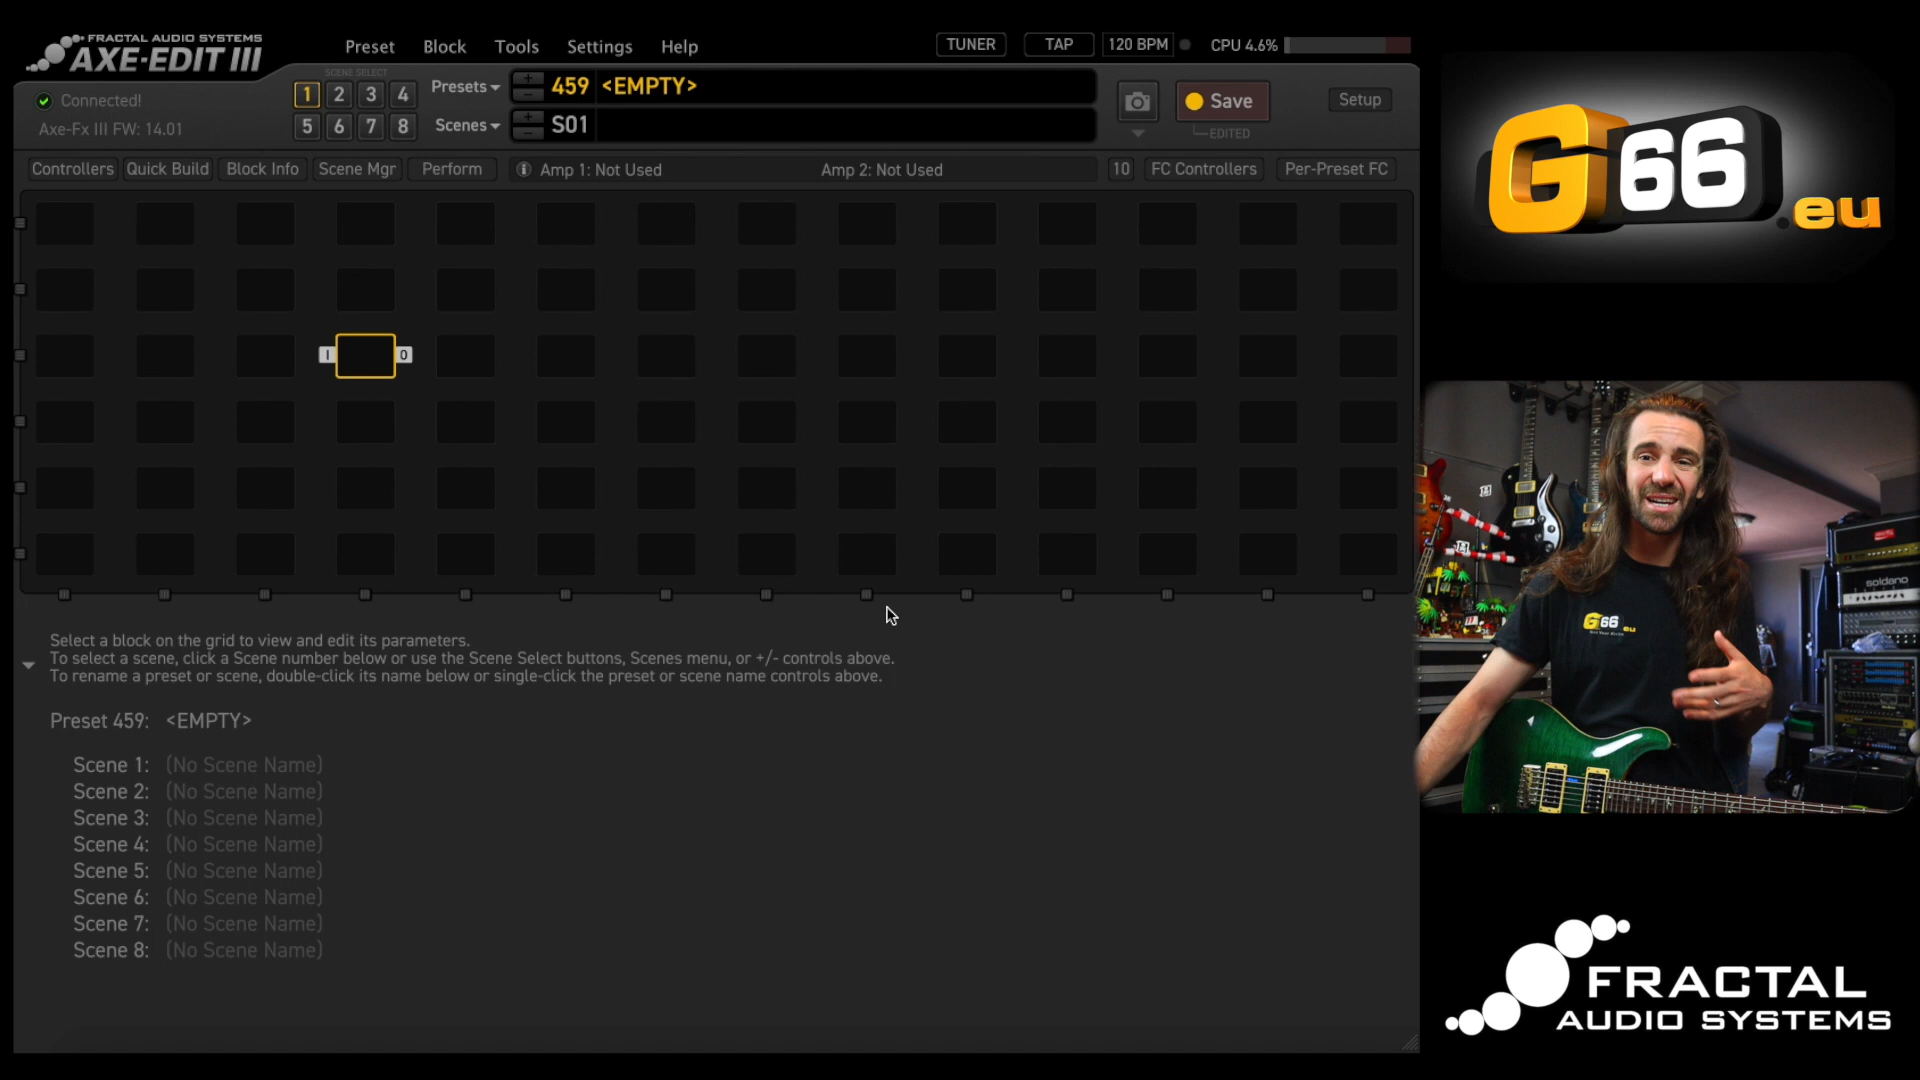 FRACTAL AUDIO SYSTEMS
AXE-EDIT III
Preset Block Tools Settings Help
TUNER TAP 120 BPM CPU 4.6%
SCENE SELECT
Connected!
Axe-Fx III FW: 14.01
1 2 3 4
5 6 7 8
Presets + − 459 <EMPTY>
Scenes + − S01
Save
EDITED
Setup
Controllers Quick Build Block Info Scene Mgr Perform
Amp 1: Not Used Amp 2: Not Used
10 FC Controllers Per-Preset FC
I O
Select a block on the grid to view and edit its parameters.
To select a scene, click a Scene number below or use the Scene Select buttons, Scenes menu, or +/- controls above.
To rename a preset or scene, double-click its name below or single-click the preset or scene name controls above.
Preset 459: <EMPTY>
Scene 1: (No Scene Name)
Scene 2: (No Scene Name)
Scene 3: (No Scene Name)
Scene 4: (No Scene Name)
Scene 5: (No Scene Name)
Scene 6: (No Scene Name)
Scene 7: (No Scene Name)
Scene 8: (No Scene Name)
G66.eu
soldano
G66 eu
FRACTAL
AUDIO SYSTEMS